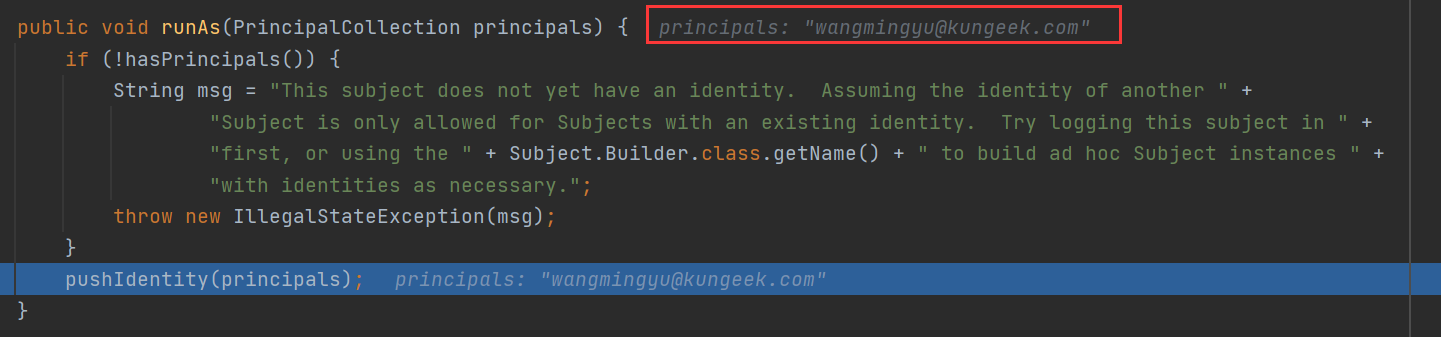 public void runAs(PrincipalCollection principals) {  principals: "wangmingyu@kungeek.com"
    if (!hasPrincipals()) {
        String msg = "This subject does not yet have an identity.  Assuming the identity of another " +
                "Subject is only allowed for Subjects with an existing identity.  Try logging this subject in " +
                "first, or using the " + Subject.Builder.class.getName() + " to build ad hoc Subject instances " +
                "with identities as necessary.";
        throw new IllegalStateException(msg);
    }
    pushIdentity(principals);  principals: "wangmingyu@kungeek.com"
}